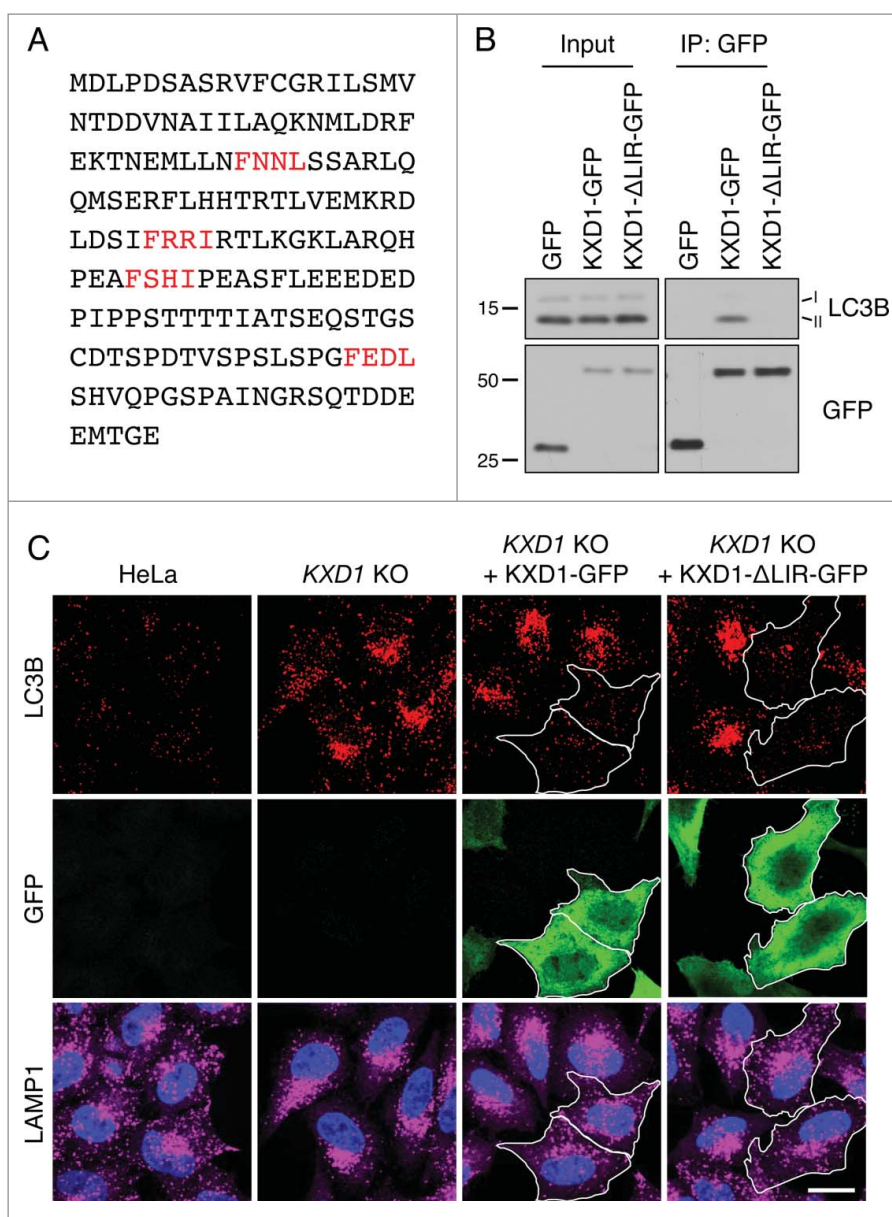 A
MDLPDSASRVFCGRILSMV
NTDDVNAIILAQKNMLDRF
EKTNEMLLNFNNLSSARLQ
QMSERFLHHTRTLVEMKRD
LDSIFRRIRTLKGKLARQH
PEAFSHIPEASFLEEEDED
PIPPSTTTTIATSEQSTGS
CDTSPDTVSPSLSPGFEDL
SHVQPGSPAINGRSQTDDE
EMTGE
B
Input
IP: GFP
GFP
KXD1-GFP
KXD1-ΔLIR-GFP
GFP
KXD1-GFP
KXD1-ΔLIR-GFP
15
I
II
LC3B
50
25
GFP
C
HeLa
KXD1 KO
KXD1 KO
+ KXD1-GFP
KXD1 KO
+ KXD1-ΔLIR-GFP
LC3B
GFP
LAMP1